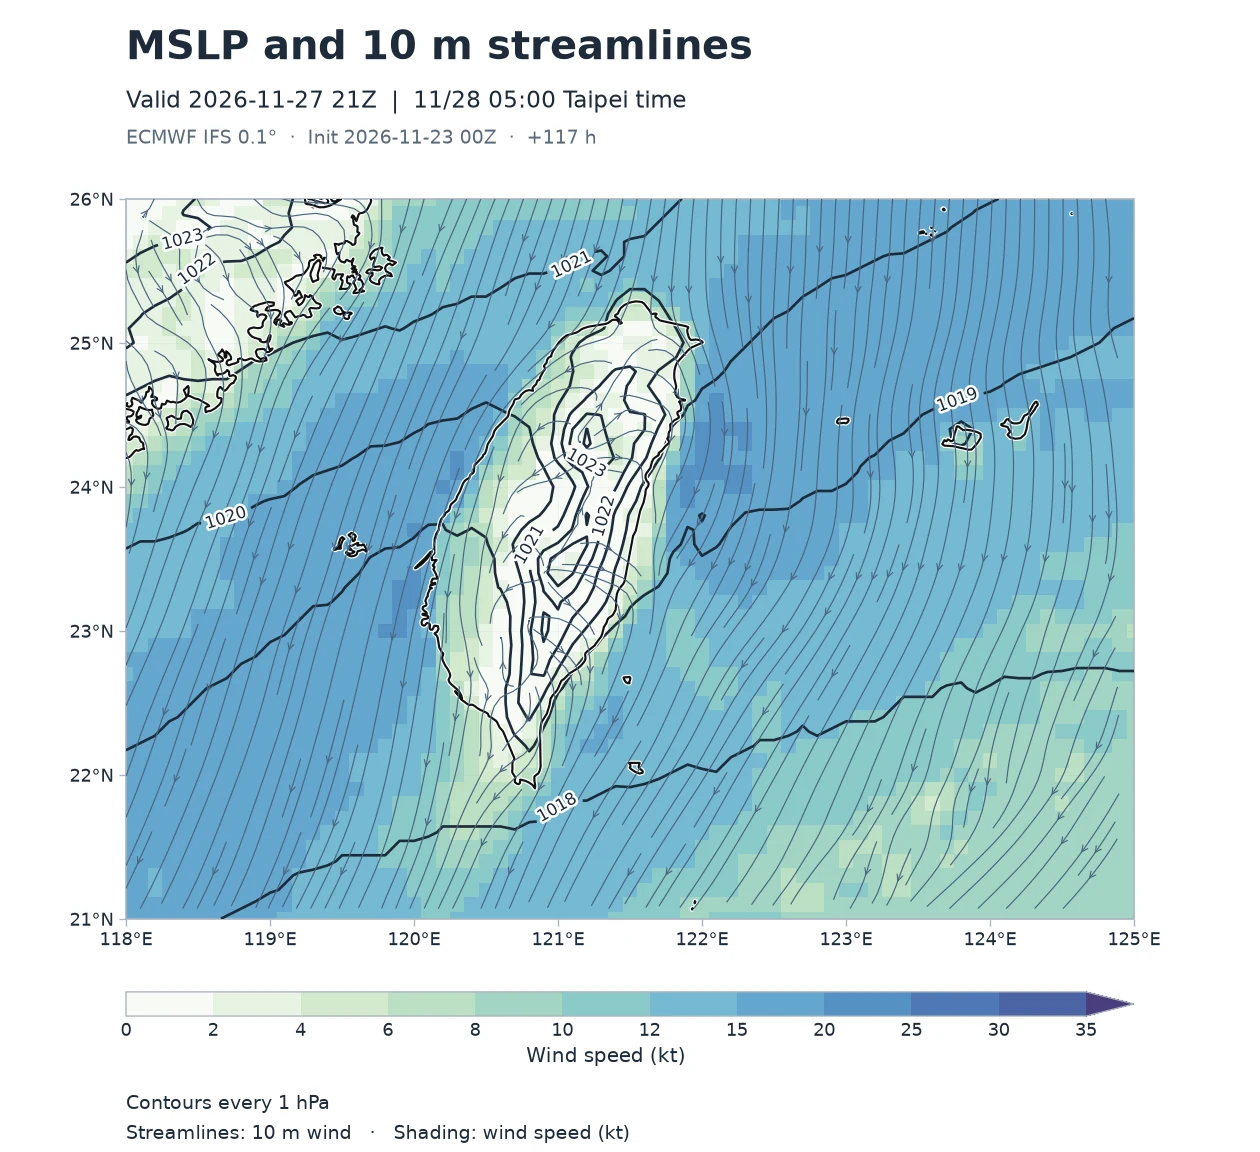 MSLP and 10 m streamlines
Valid 2026-11-27 21Z | 11/28 05:00 Taipei time
ECMWF IFS 0.1° · Init 2026-11-23 00Z · +117 h
26°N
25°N
24°N
23°N
22°N
21°N
1023
1022
1021
1019
1023
1022
1020
1021
1018
118°E 119°E 120°E 121°E 122°E 123°E 124°E 125°E
0 2 4 6 8 10 12 15 20 25 30 35
Wind speed (kt)
Contours every 1 hPa
Streamlines: 10 m wind · Shading: wind speed (kt)